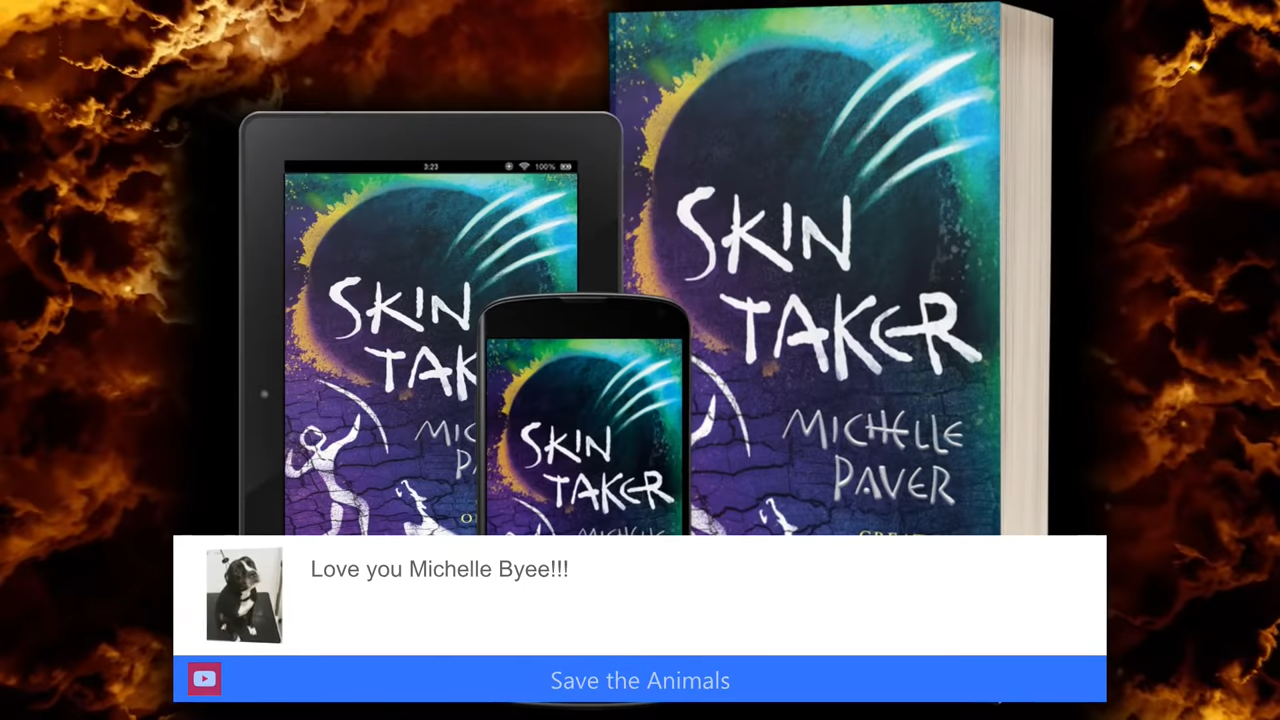 3:23
100%
SKIN
TAKER
MICHELLE
PAVER
SKIN
TAK
MIC
P
SKIN
TAKER
MICHELLE
Love you Michelle Byee!!!
Save the Animals